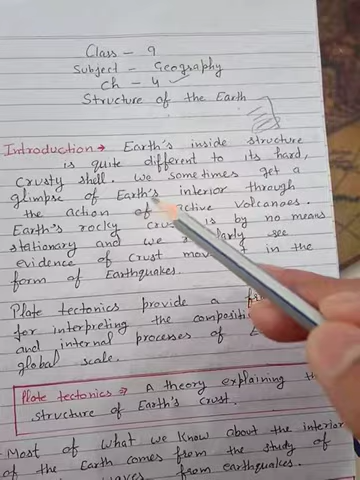 Class - 9
Subject - Geography
Ch - 4
Structure of the Earth
Introduction → Earth's inside structure
is quite different to its hard,
crusty shell. We sometimes get a
glimpse of Earth's interior through
the action of active volcanoes.
Earth's rocky is by no means
stationary and we see
evidence of crust in the
form of Earthquakes.
Plate tectonics provide a
for interpreting the
and internal processes of
global scale.
Plate tectonics → A theory explaining
structure of Earth's Crust.
Most of what we know about the interior
of the Earth comes from the study of
from earthquakes.